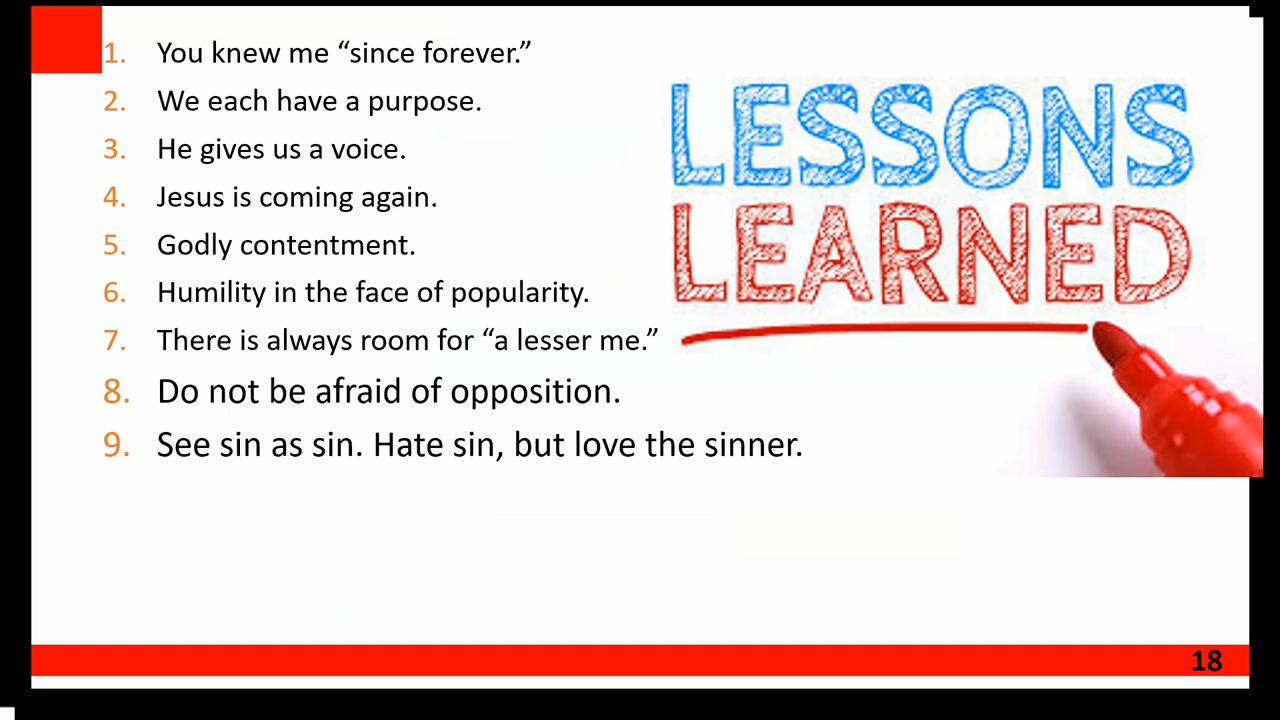 1. You knew me “since forever.”
2. We each have a purpose.
3. He gives us a voice.
4. Jesus is coming again.
5. Godly contentment.
6. Humility in the face of popularity.
7. There is always room for “a lesser me.”
8. Do not be afraid of opposition.
9. See sin as sin. Hate sin, but love the sinner.
LESSONS
LEARNED
18